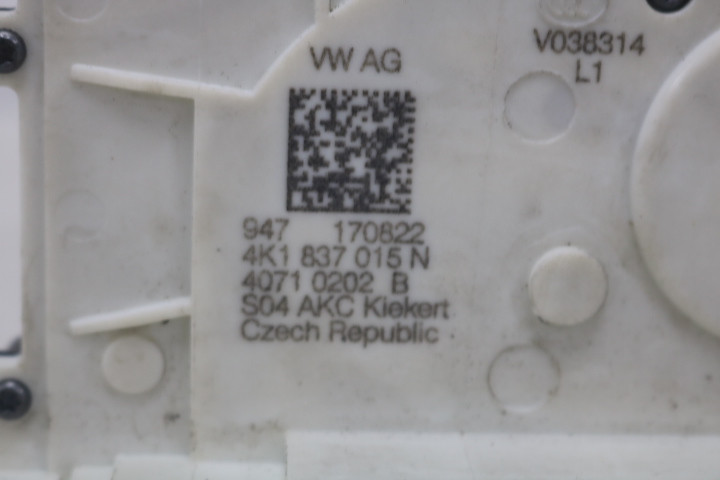 VW AG
V038314
L1
947 170822
4K1 837 015 N
4071 0202 B
S04 AKC Kiekert
Czech Republic